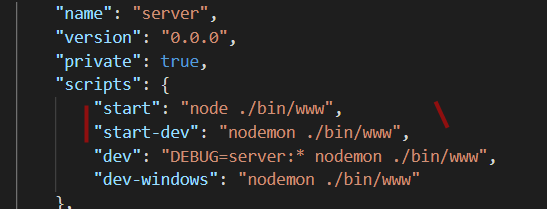 "name": "server",
"version": "0.0.0",
"private": true,
"scripts": {
"start": "node ./bin/www",
"start-dev": "nodemon ./bin/www",
"dev": "DEBUG=server:* nodemon ./bin/www",
"dev-windows": "nodemon ./bin/www"
},